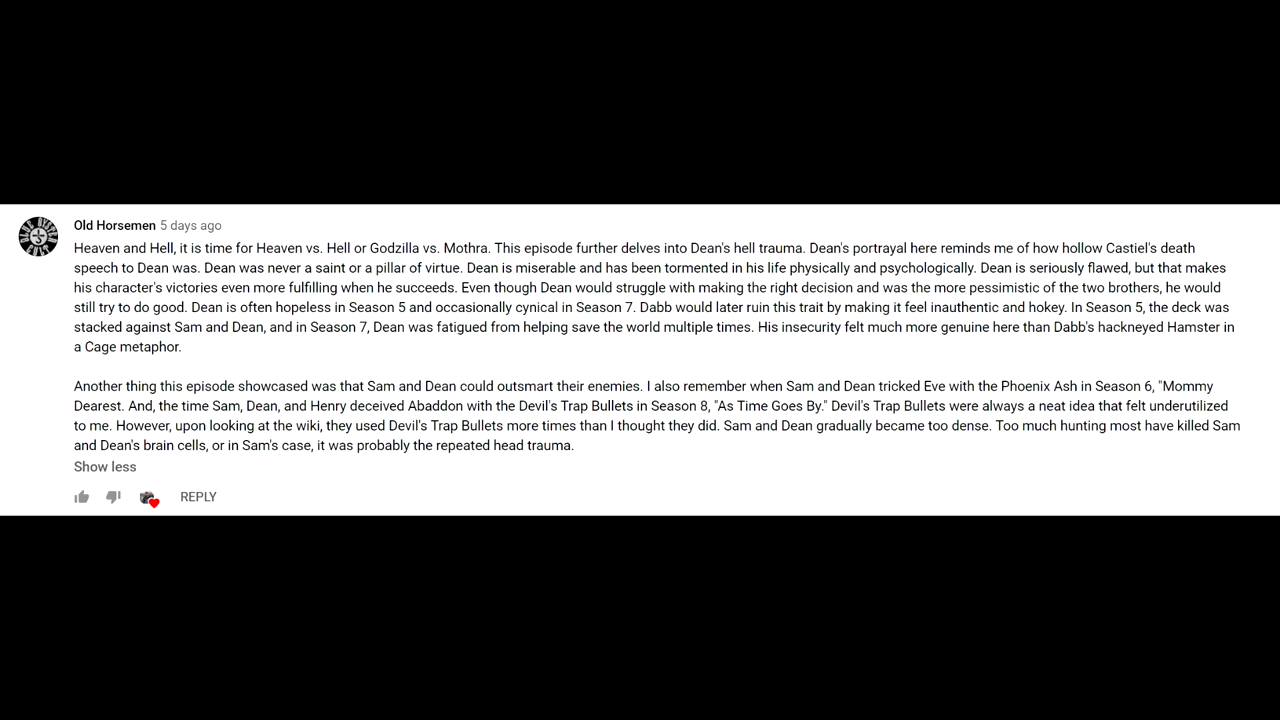 Old Horsemen 5 days ago
Heaven and Hell, it is time for Heaven vs. Hell or Godzilla vs. Mothra. This episode further delves into Dean's hell trauma. Dean's portrayal here reminds me of how hollow Castiel's death
speech to Dean was. Dean was never a saint or a pillar of virtue. Dean is miserable and has been tormented in his life physically and psychologically. Dean is seriously flawed, but that makes
his character's victories even more fulfilling when he succeeds. Even though Dean would struggle with making the right decision and was the more pessimistic of the two brothers, he would
still try to do good. Dean is often hopeless in Season 5 and occasionally cynical in Season 7. Dabb would later ruin this trait by making it feel inauthentic and hokey. In Season 5, the deck was
stacked against Sam and Dean, and in Season 7, Dean was fatigued from helping save the world multiple times. His insecurity felt much more genuine here than Dabb's hackneyed Hamster in
a Cage metaphor.
Another thing this episode showcased was that Sam and Dean could outsmart their enemies. I also remember when Sam and Dean tricked Eve with the Phoenix Ash in Season 6, "Mommy
Dearest. And, the time Sam, Dean, and Henry deceived Abaddon with the Devil's Trap Bullets in Season 8, "As Time Goes By." Devil's Trap Bullets were always a neat idea that felt underutilized
to me. However, upon looking at the wiki, they used Devil's Trap Bullets more times than I thought they did. Sam and Dean gradually became too dense. Too much hunting most have killed Sam
and Dean's brain cells, or in Sam's case, it was probably the repeated head trauma.
Show less
REPLY